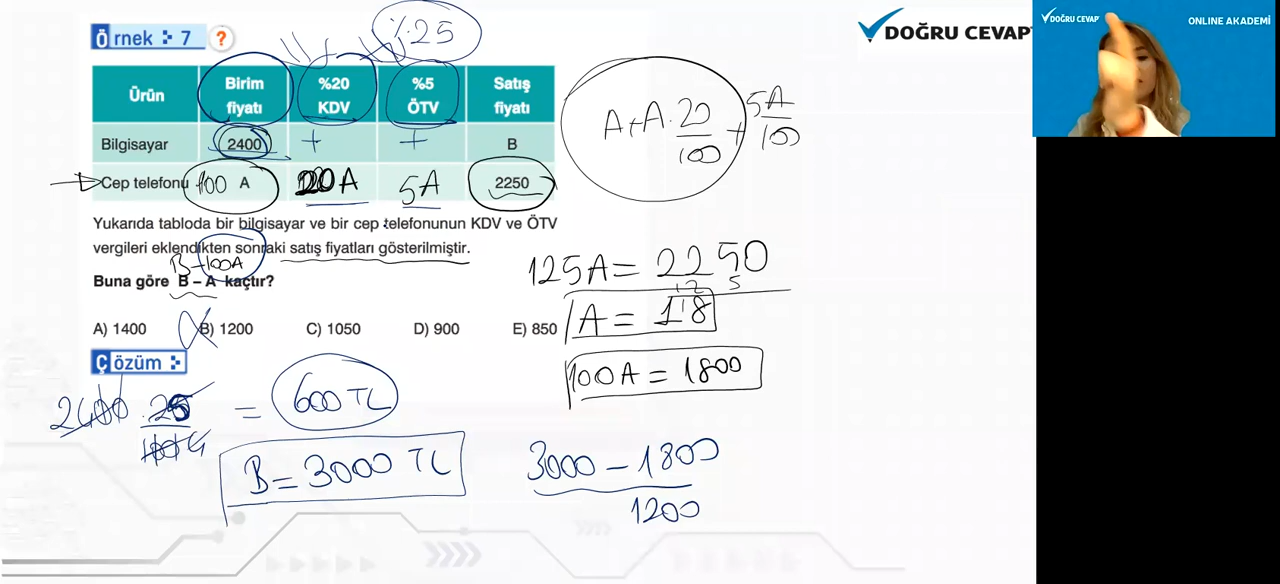 Örnek 7 ?
%25
DOĞRU CEVAP
DOĞRU CEVAP
ONLINE AKADEMİ
Ürün Birim fiyatı %20 KDV %5 ÖTV Satış fiyatı
Bilgisayar 2400 + + B
Cep telefonu 100 A 20A 5A 2250
A+A.20/100 + 5A/100
Yukarıda tabloda bir bilgisayar ve bir cep telefonunun KDV ve ÖTV
vergileri eklendikten sonraki satış fiyatları gösterilmiştir.
B-100A
Buna göre B – A kaçtır?
A) 1400 B) 1200 C) 1050 D) 900 E) 850
125A = 2250
A = 18
100A = 1800
Çözüm
2400 . 25/100 4 = 600 TL
B = 3000 TL
3000 - 1800
1200